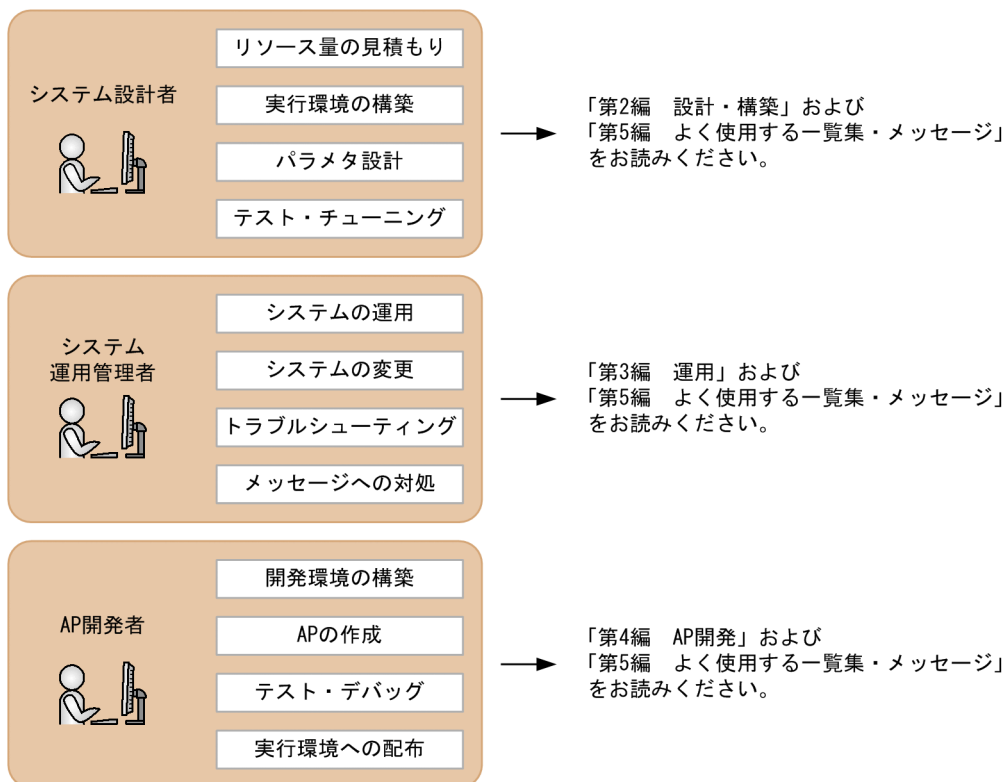 システム設計者
リソース量の見積もり
実行環境の構築
パラメタ設計
テスト・チューニング
「第2編　設計・構築」および
「第5編　よく使用する一覧集・メッセージ」
をお読みください。
システム
運用管理者
システムの運用
システムの変更
トラブルシューティング
メッセージへの対処
「第3編　運用」および
「第5編　よく使用する一覧集・メッセージ」
をお読みください。
AP開発者
開発環境の構築
APの作成
テスト・デバッグ
実行環境への配布
「第4編　AP開発」および
「第5編　よく使用する一覧集・メッセージ」
をお読みください。